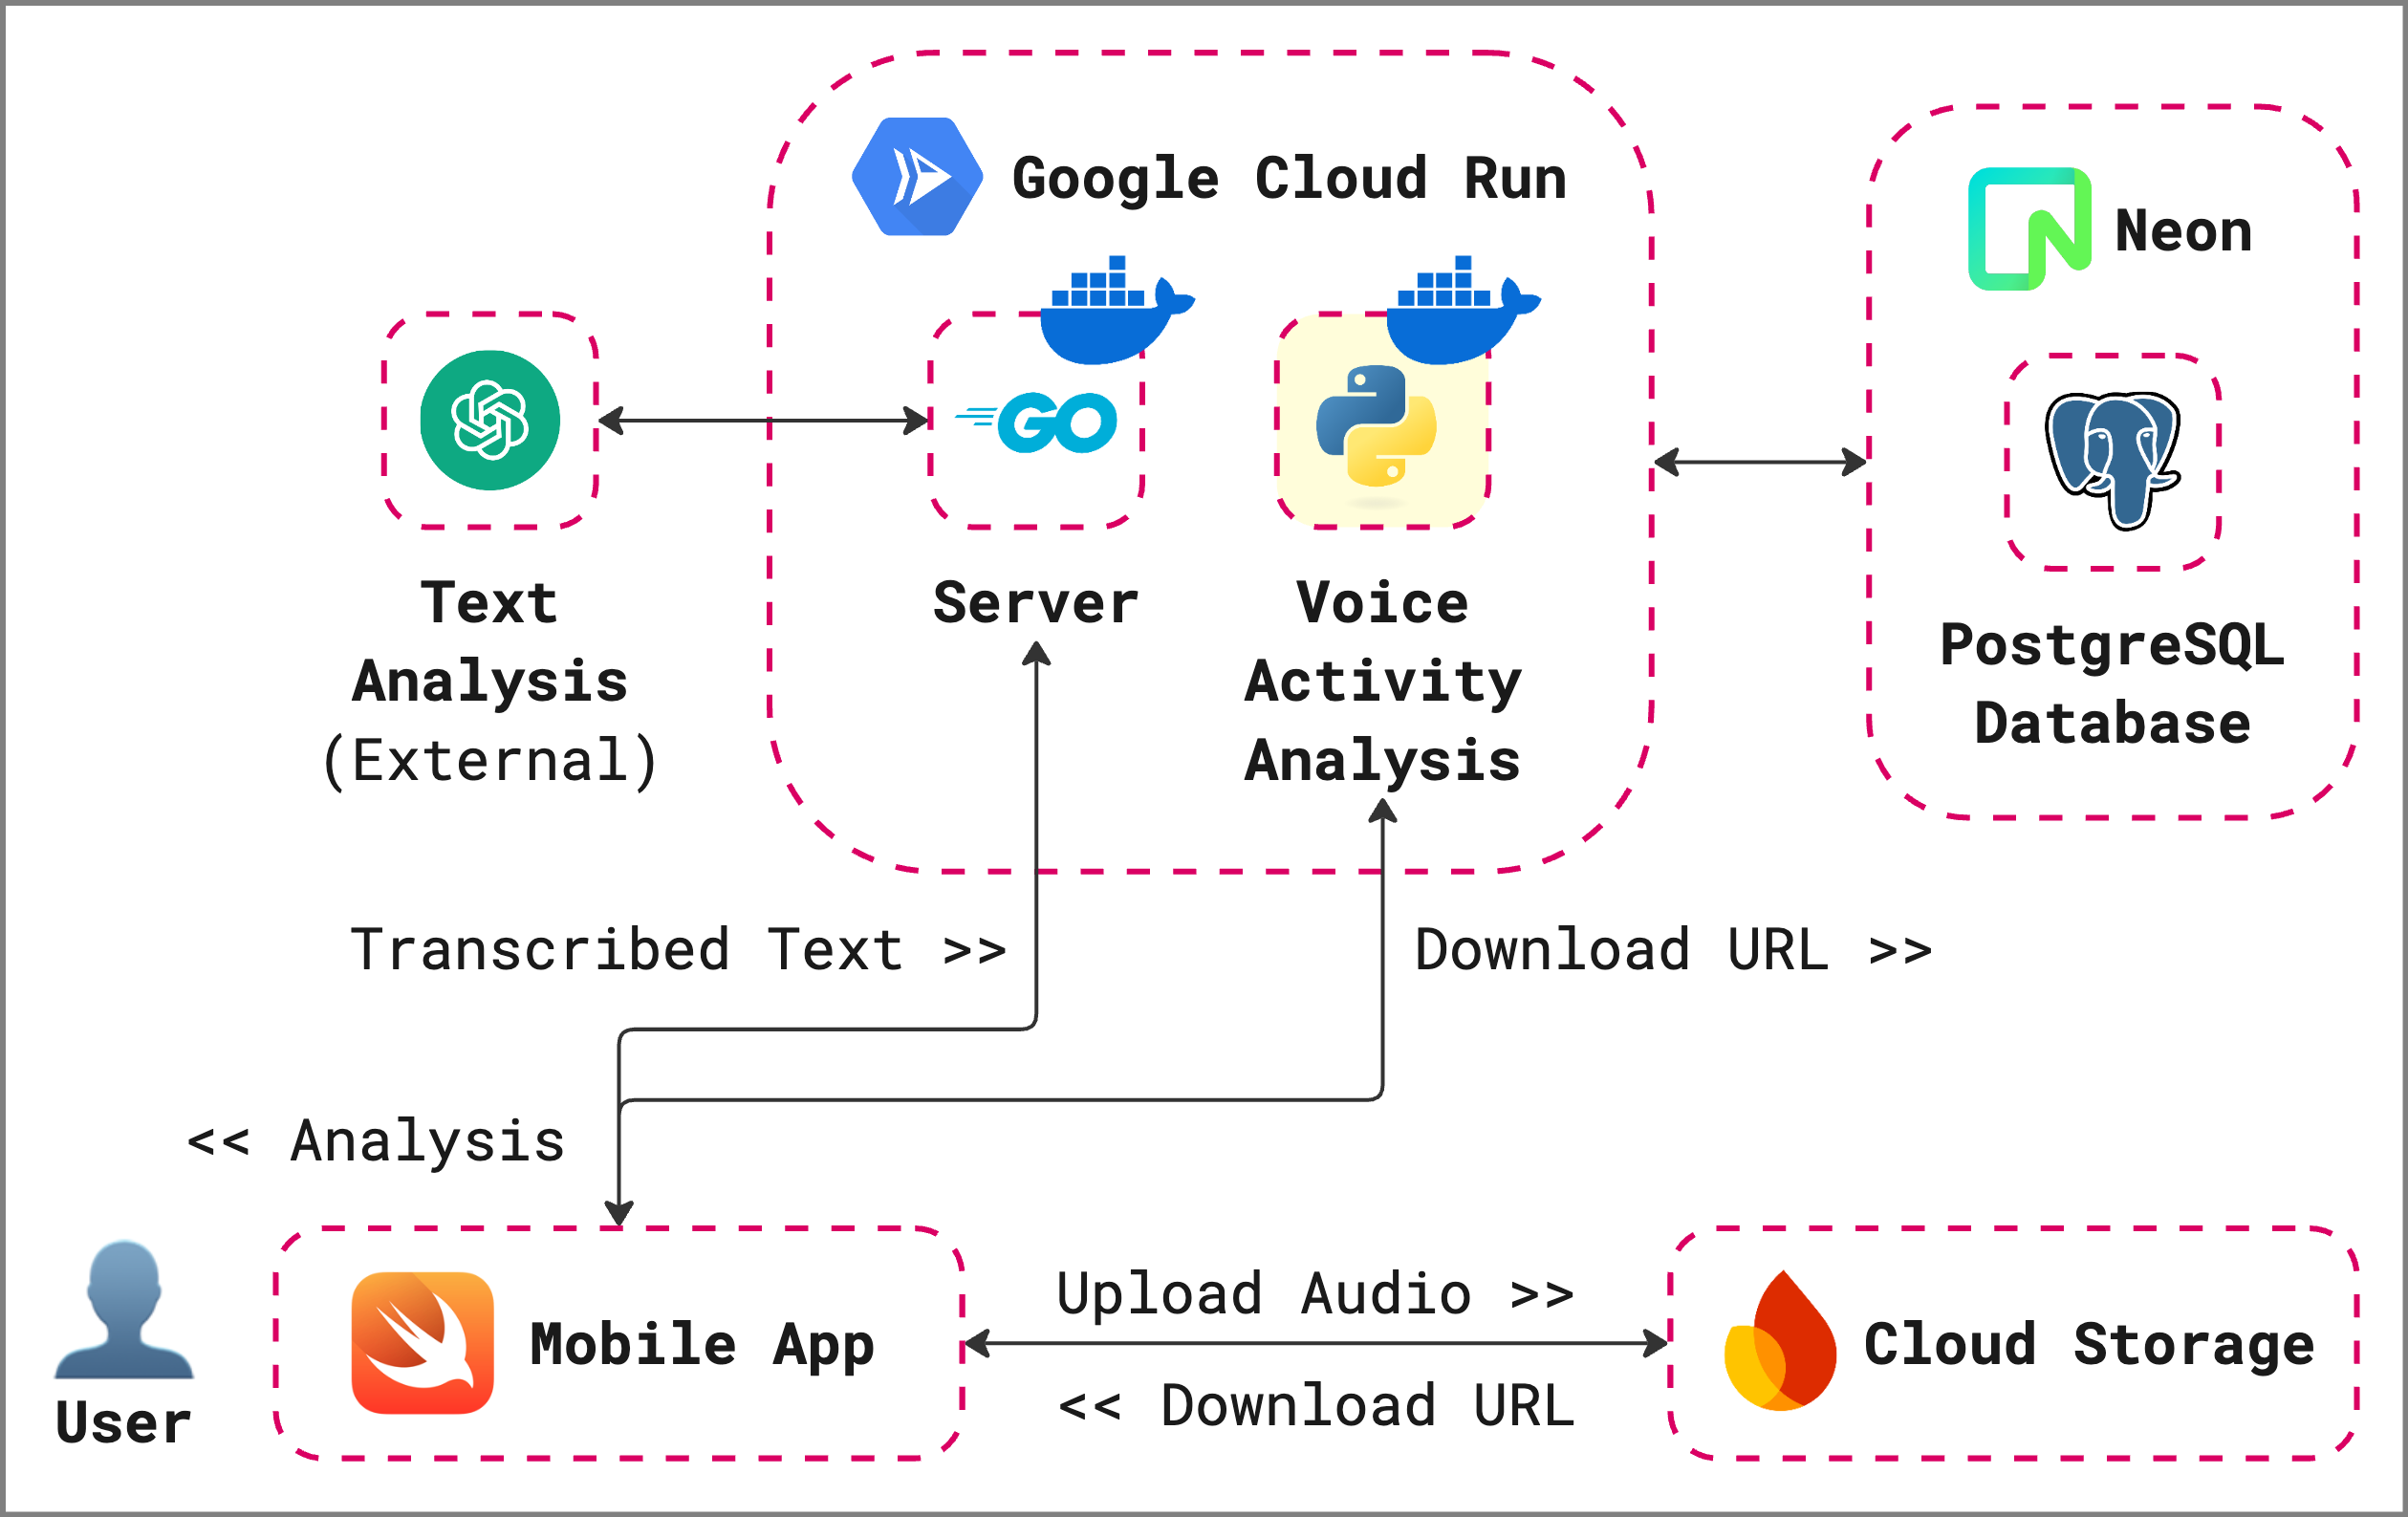 Google Cloud Run
Neon
GO
Text
Analysis
(External)
Server
Voice
Activity
Analysis
PostgreSQL
Database
Transcribed Text >>
Download URL >>
<< Analysis
User
Mobile App
Upload Audio >>
<< Download URL
Cloud Storage